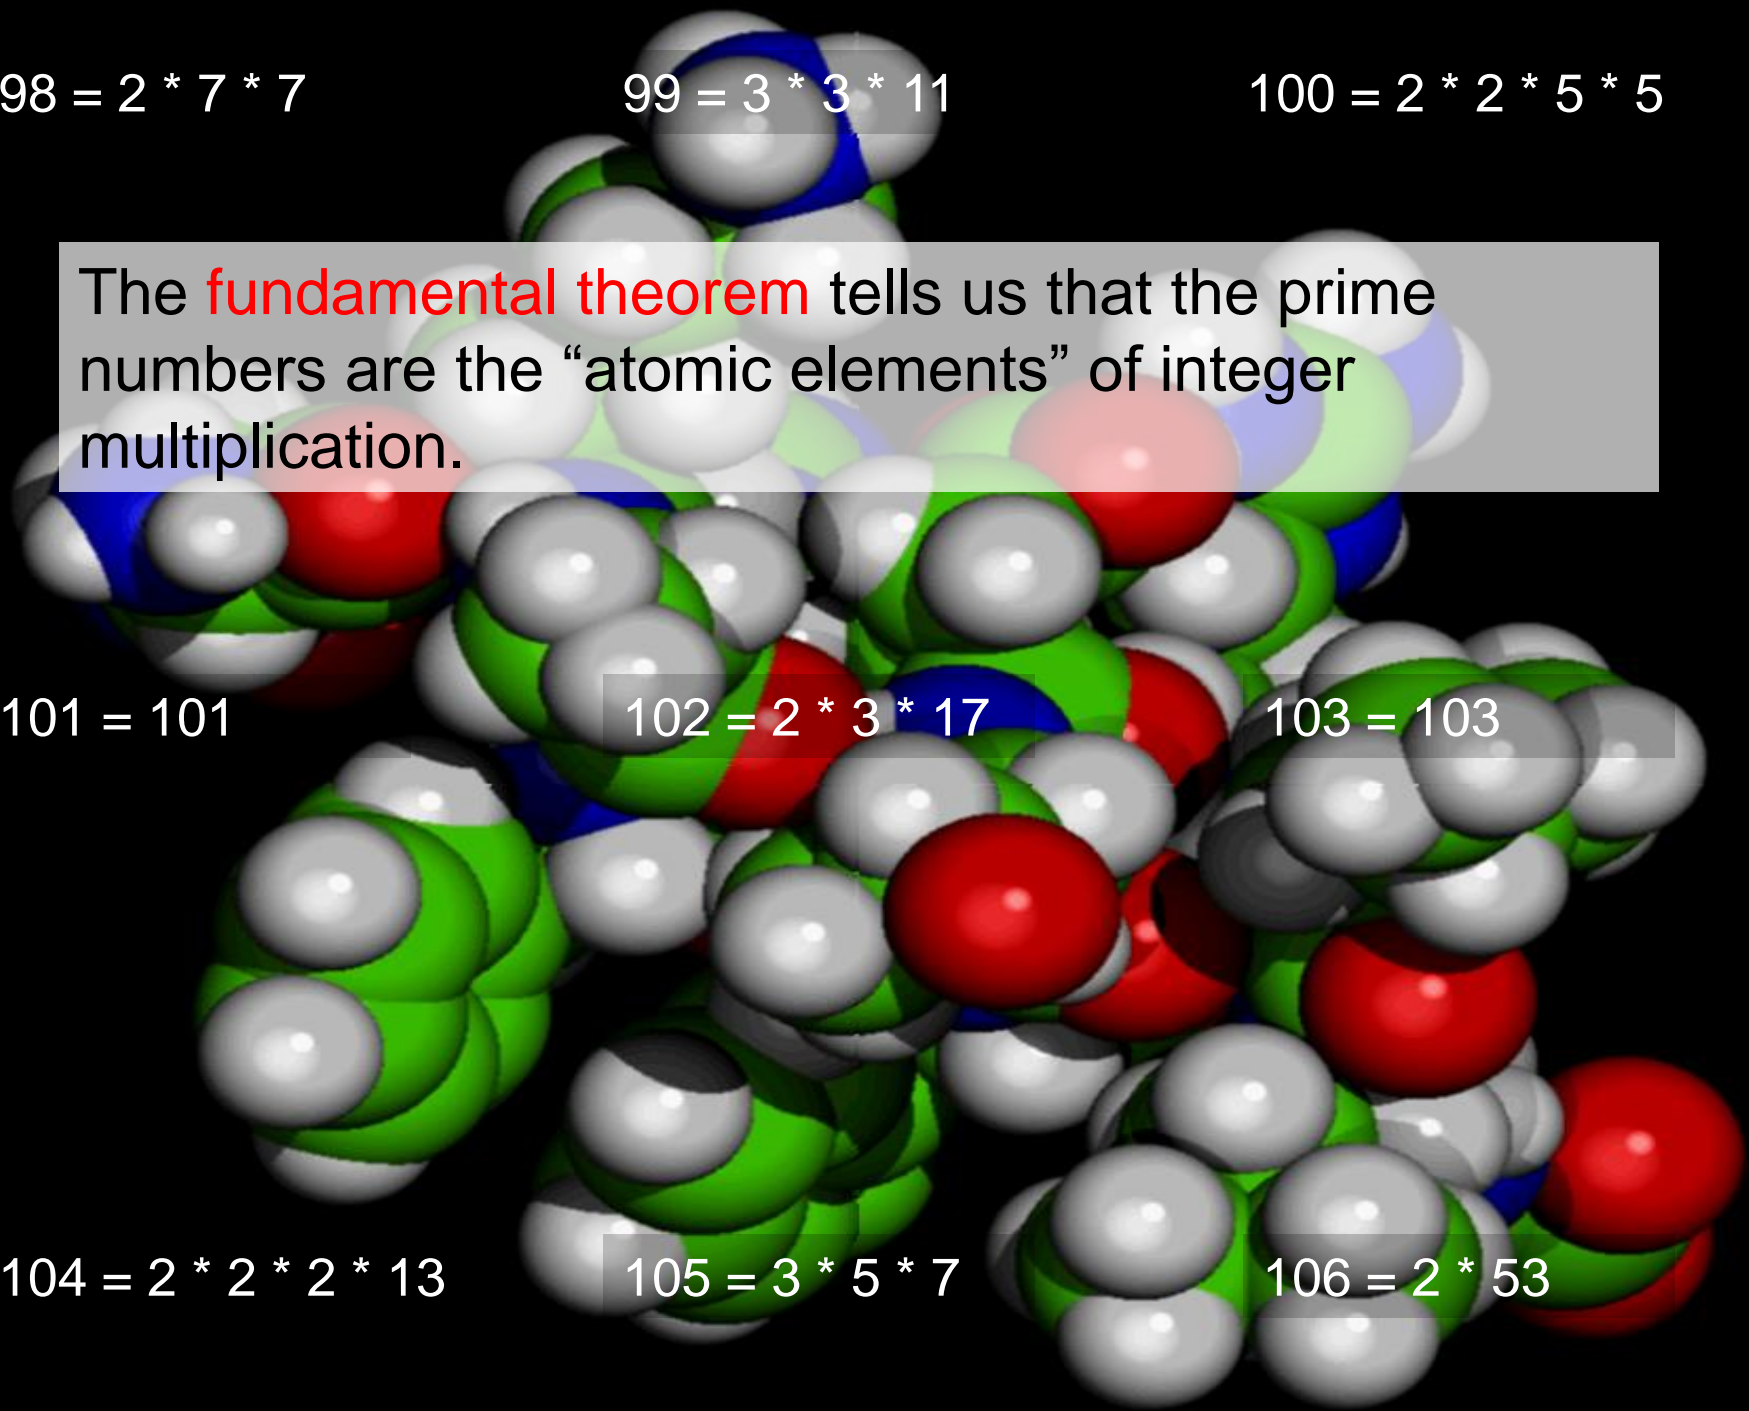 98 = 2 * 7 * 7
99 = 3 * 3 * 11
100 = 2 * 2 * 5 * 5
The fundamental theorem tells us that the prime
numbers are the “atomic elements” of integer
multiplication.
101 = 101
102 = 2 * 3 * 17
103 = 103
104 = 2 * 2 * 2 * 13
105 = 3 * 5 * 7
106 = 2 * 53